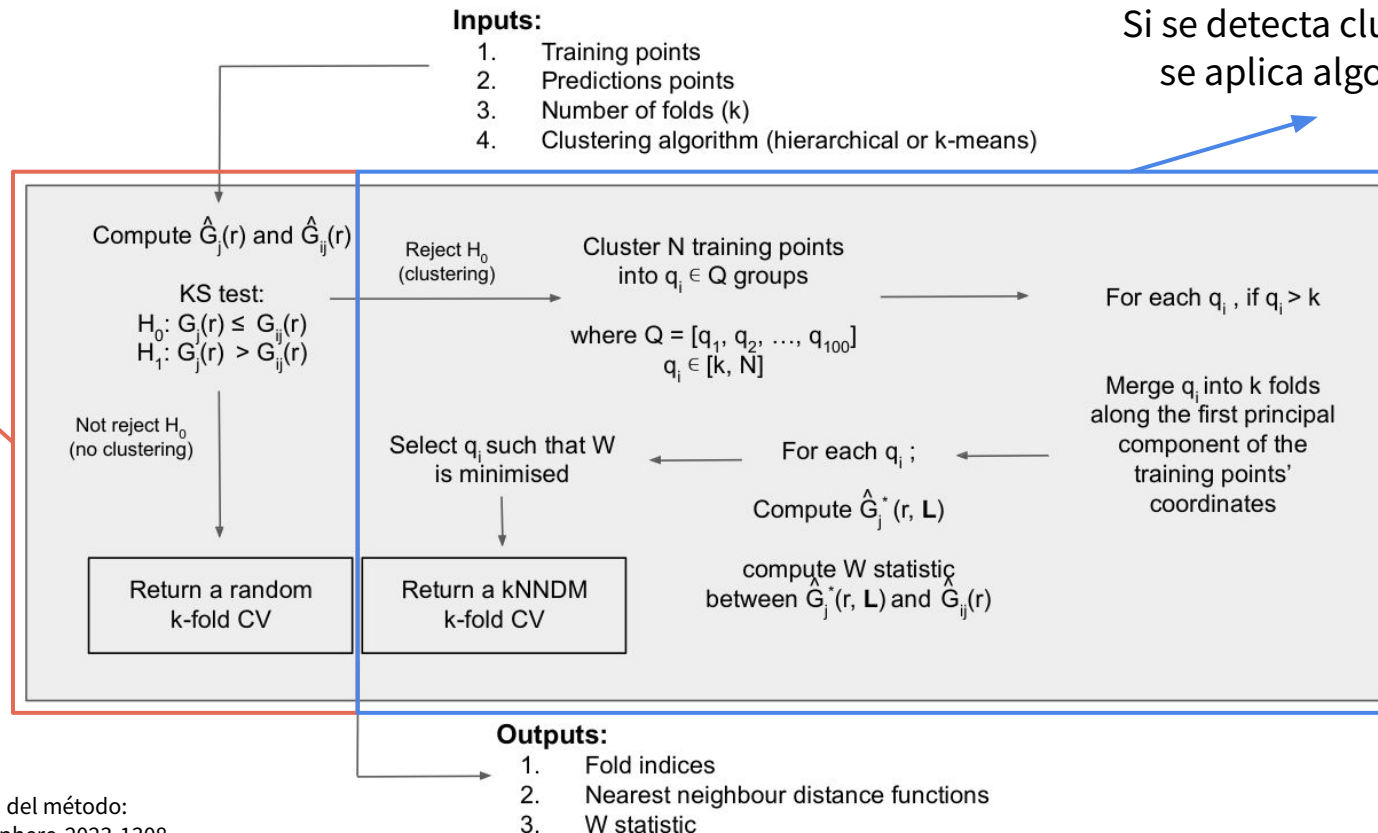 Inputs:
1. Training points
2. Predictions points
3. Number of folds (k)
4. Clustering algorithm (hierarchical or k-means)
Si se detecta
se aplica
Compute Ĝj(r) and Ĝij(r)
KS test:
H0: Gj(r) ≤ Gij(r)
H1: Gj(r) > Gij(r)
Reject H0
(clustering)
Cluster N training points
into qi ∈ Q groups
where Q = [q1, q2, …, q100]
qi ∈ [k, N]
For each qi , if qi > k
Merge qi into k folds
along the first principal
component of the
training points'
coordinates
For each qi ;
Compute Ĝj*(r, L)
compute W statistic
between Ĝj*(r, L) and Ĝij(r)
Select qi such that W
is minimised
Not reject H0
(no clustering)
Return a random
k-fold CV
Return a kNNDM
k-fold CV
Outputs:
1. Fold indices
2. Nearest neighbour distance functions
3. W statistic
del método: